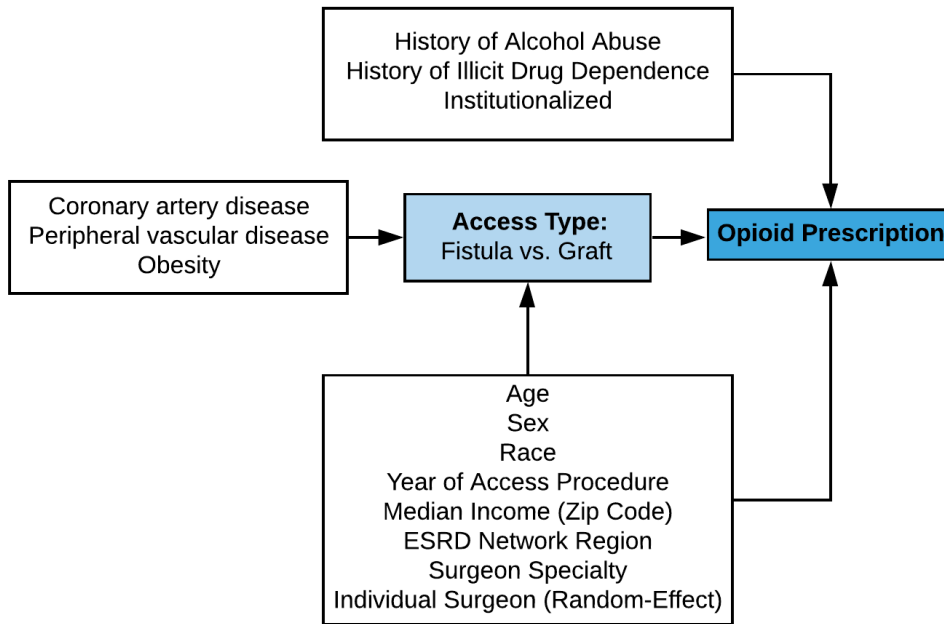 History of Alcohol Abuse
History of Illicit Drug Dependence
Institutionalized
Coronary artery disease
Peripheral vascular disease
Obesity
Access Type:
Fistula vs. Graft
Opioid Prescription
Age
Sex
Race
Year of Access Procedure
Median Income (Zip Code)
ESRD Network Region
Surgeon Specialty
Individual Surgeon (Random-Effect)